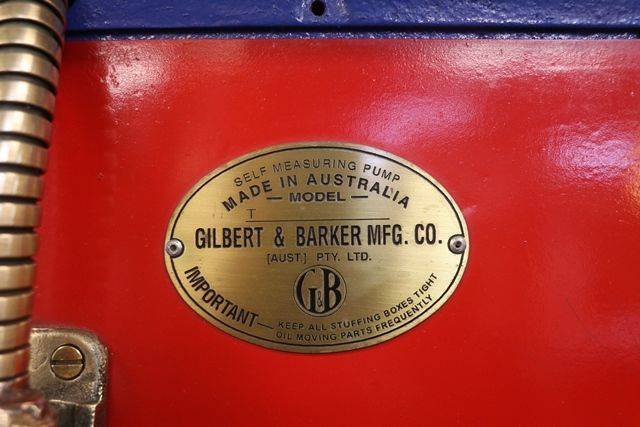 SELF MEASURING PUMP
MADE IN AUSTRALIA
— MODEL —
T
GILBERT & BARKER MFG. CO.
[AUST.] PTY. LTD.
G&B
IMPORTANT—
KEEP ALL STUFFING BOXES TIGHT
OIL MOVING PARTS FREQUENTLY